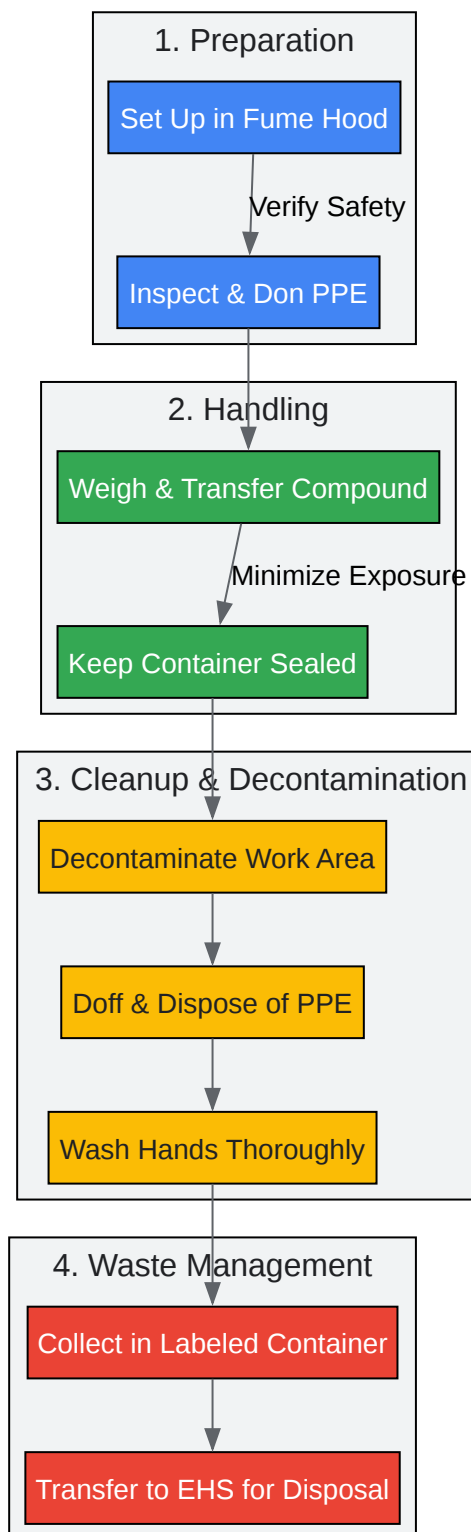 1. Preparation
Set Up in Fume Hood
Verify Safety
Inspect & Don PPE
2. Handling
Weigh & Transfer Compound
Minimize Exposure
Keep Container Sealed
3. Cleanup & Decontamination
Decontaminate Work Area
Doff & Dispose of PPE
Wash Hands Thoroughly
4. Waste Management
Collect in Labeled Container
Transfer to EHS for Disposal